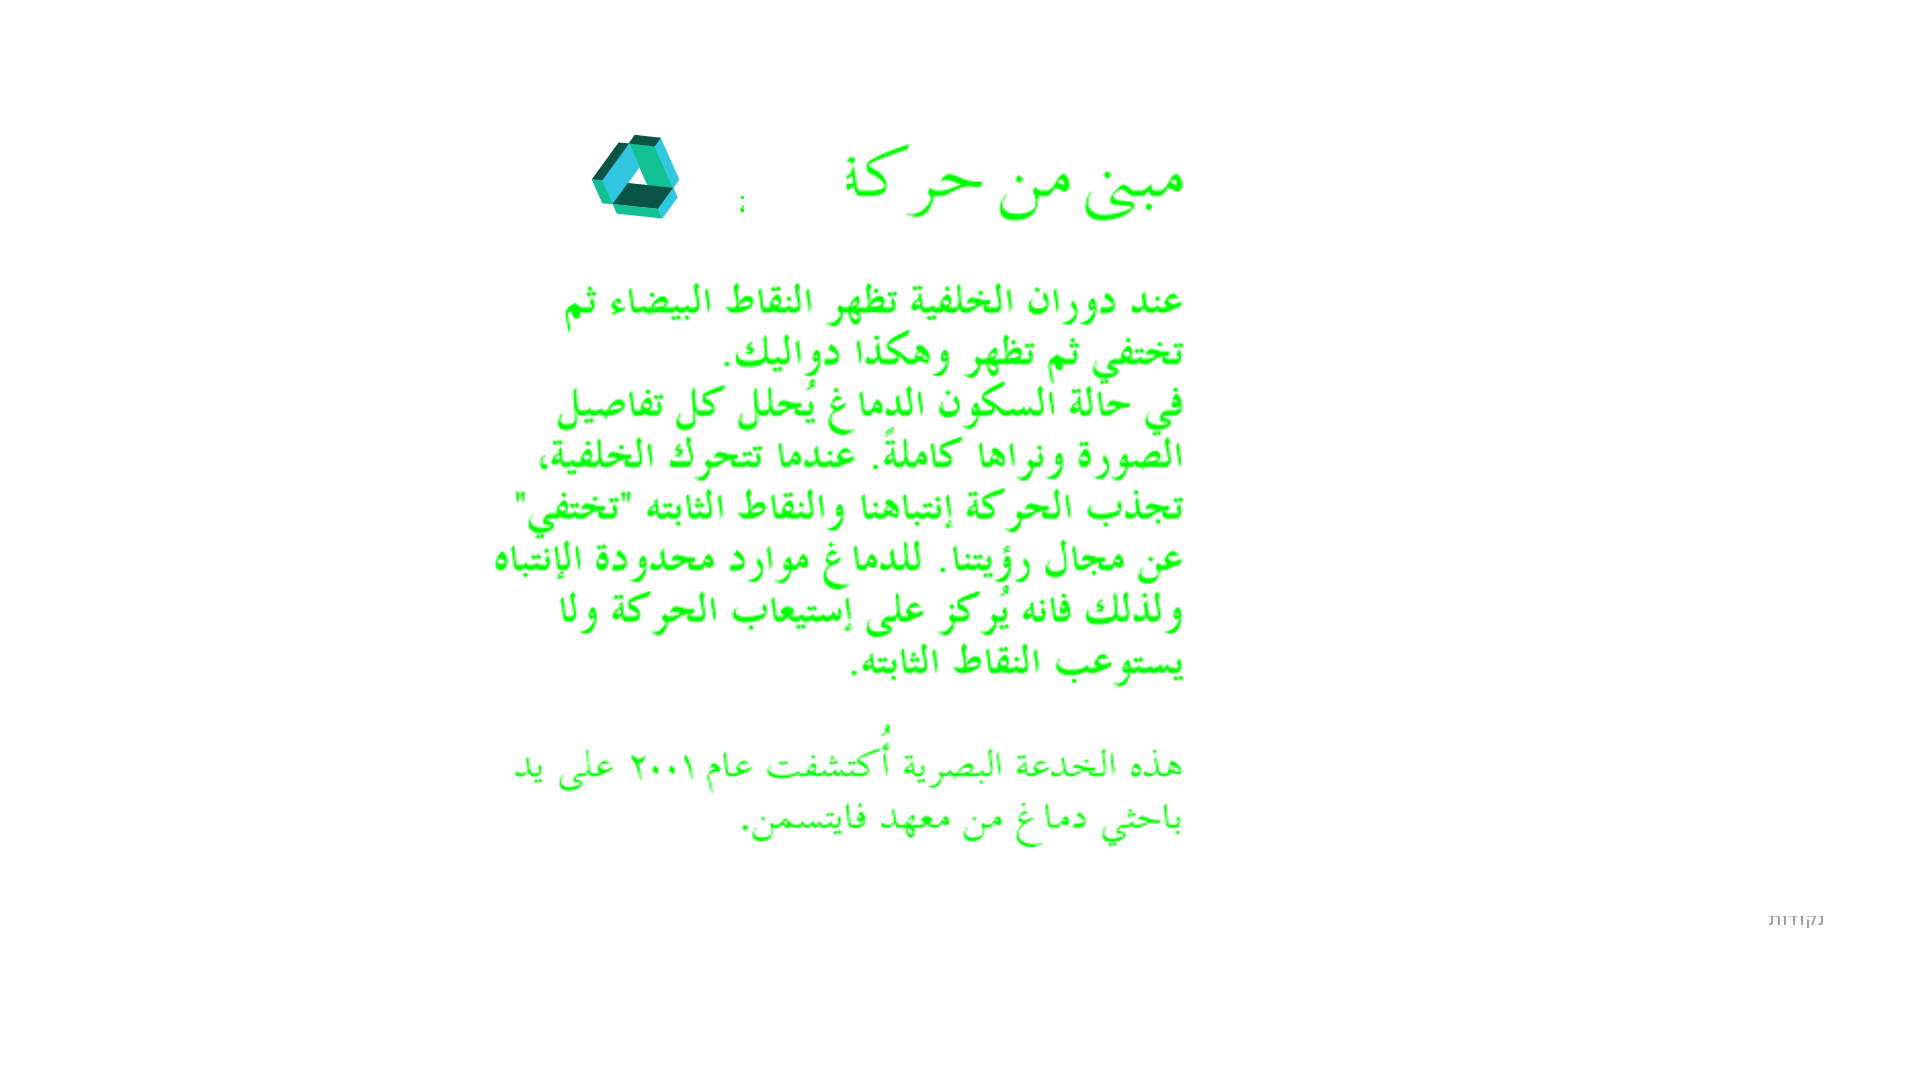 مبنى من حركة
عند دوران الخلفية تظهر النقاط البيضاء ثم
تختفي ثم تظهر وهكذا دواليك.
في حالة السكون الدماغ يُحلل كل تفاصيل
الصورة ونراها كاملةً. عندما تتحرك الخلفية،
تجذب الحركة إنتباهنا والنقاط الثابته "تختفي"
عن مجال رؤيتنا. للدماغ موارد محدودة الإنتباه
ولذلك فانه يُركز على إستيعاب الحركة ولا
يستوعب النقاط الثابته.
هذه الخدعة البصرية أُكتشفت عام ٢٠٠١ على يد
باحثي دماغ من معهد فايتسمن.
נקודות